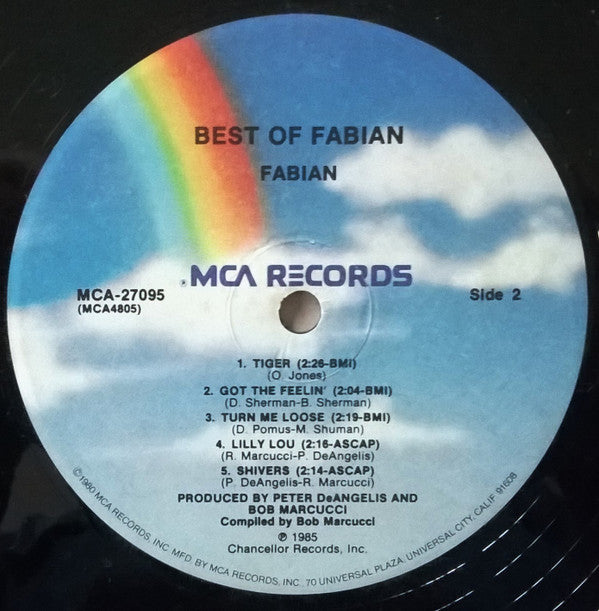 BEST OF FABIAN
FABIAN
MCA RECORDS
MCA-27095
(MCA4805)
Side 2
1. TIGER (2:26-BMI)
(O. Jones)
2. GOT THE FEELIN' (2:04-BMI)
(D. Sherman-B. Sherman)
3. TURN ME LOOSE (2:19-BMI)
(D. Pomus-M. Shuman)
4. LILLY LOU (2:16-ASCAP)
(R. Marcucci-P. DeAngelis)
5. SHIVERS (2:14-ASCAP)
(P. DeAngelis-R. Marcucci)
PRODUCED BY PETER DeANGELIS AND
BOB MARCUCCI
Compiled by Bob Marcucci
℗ 1985
Chancellor Records, Inc.
©1980 MCA RECORDS, INC. MFD. BY MCA RECORDS, INC. 70 UNIVERSAL PLAZA, UNIVERSAL CITY, CALIF. 91608